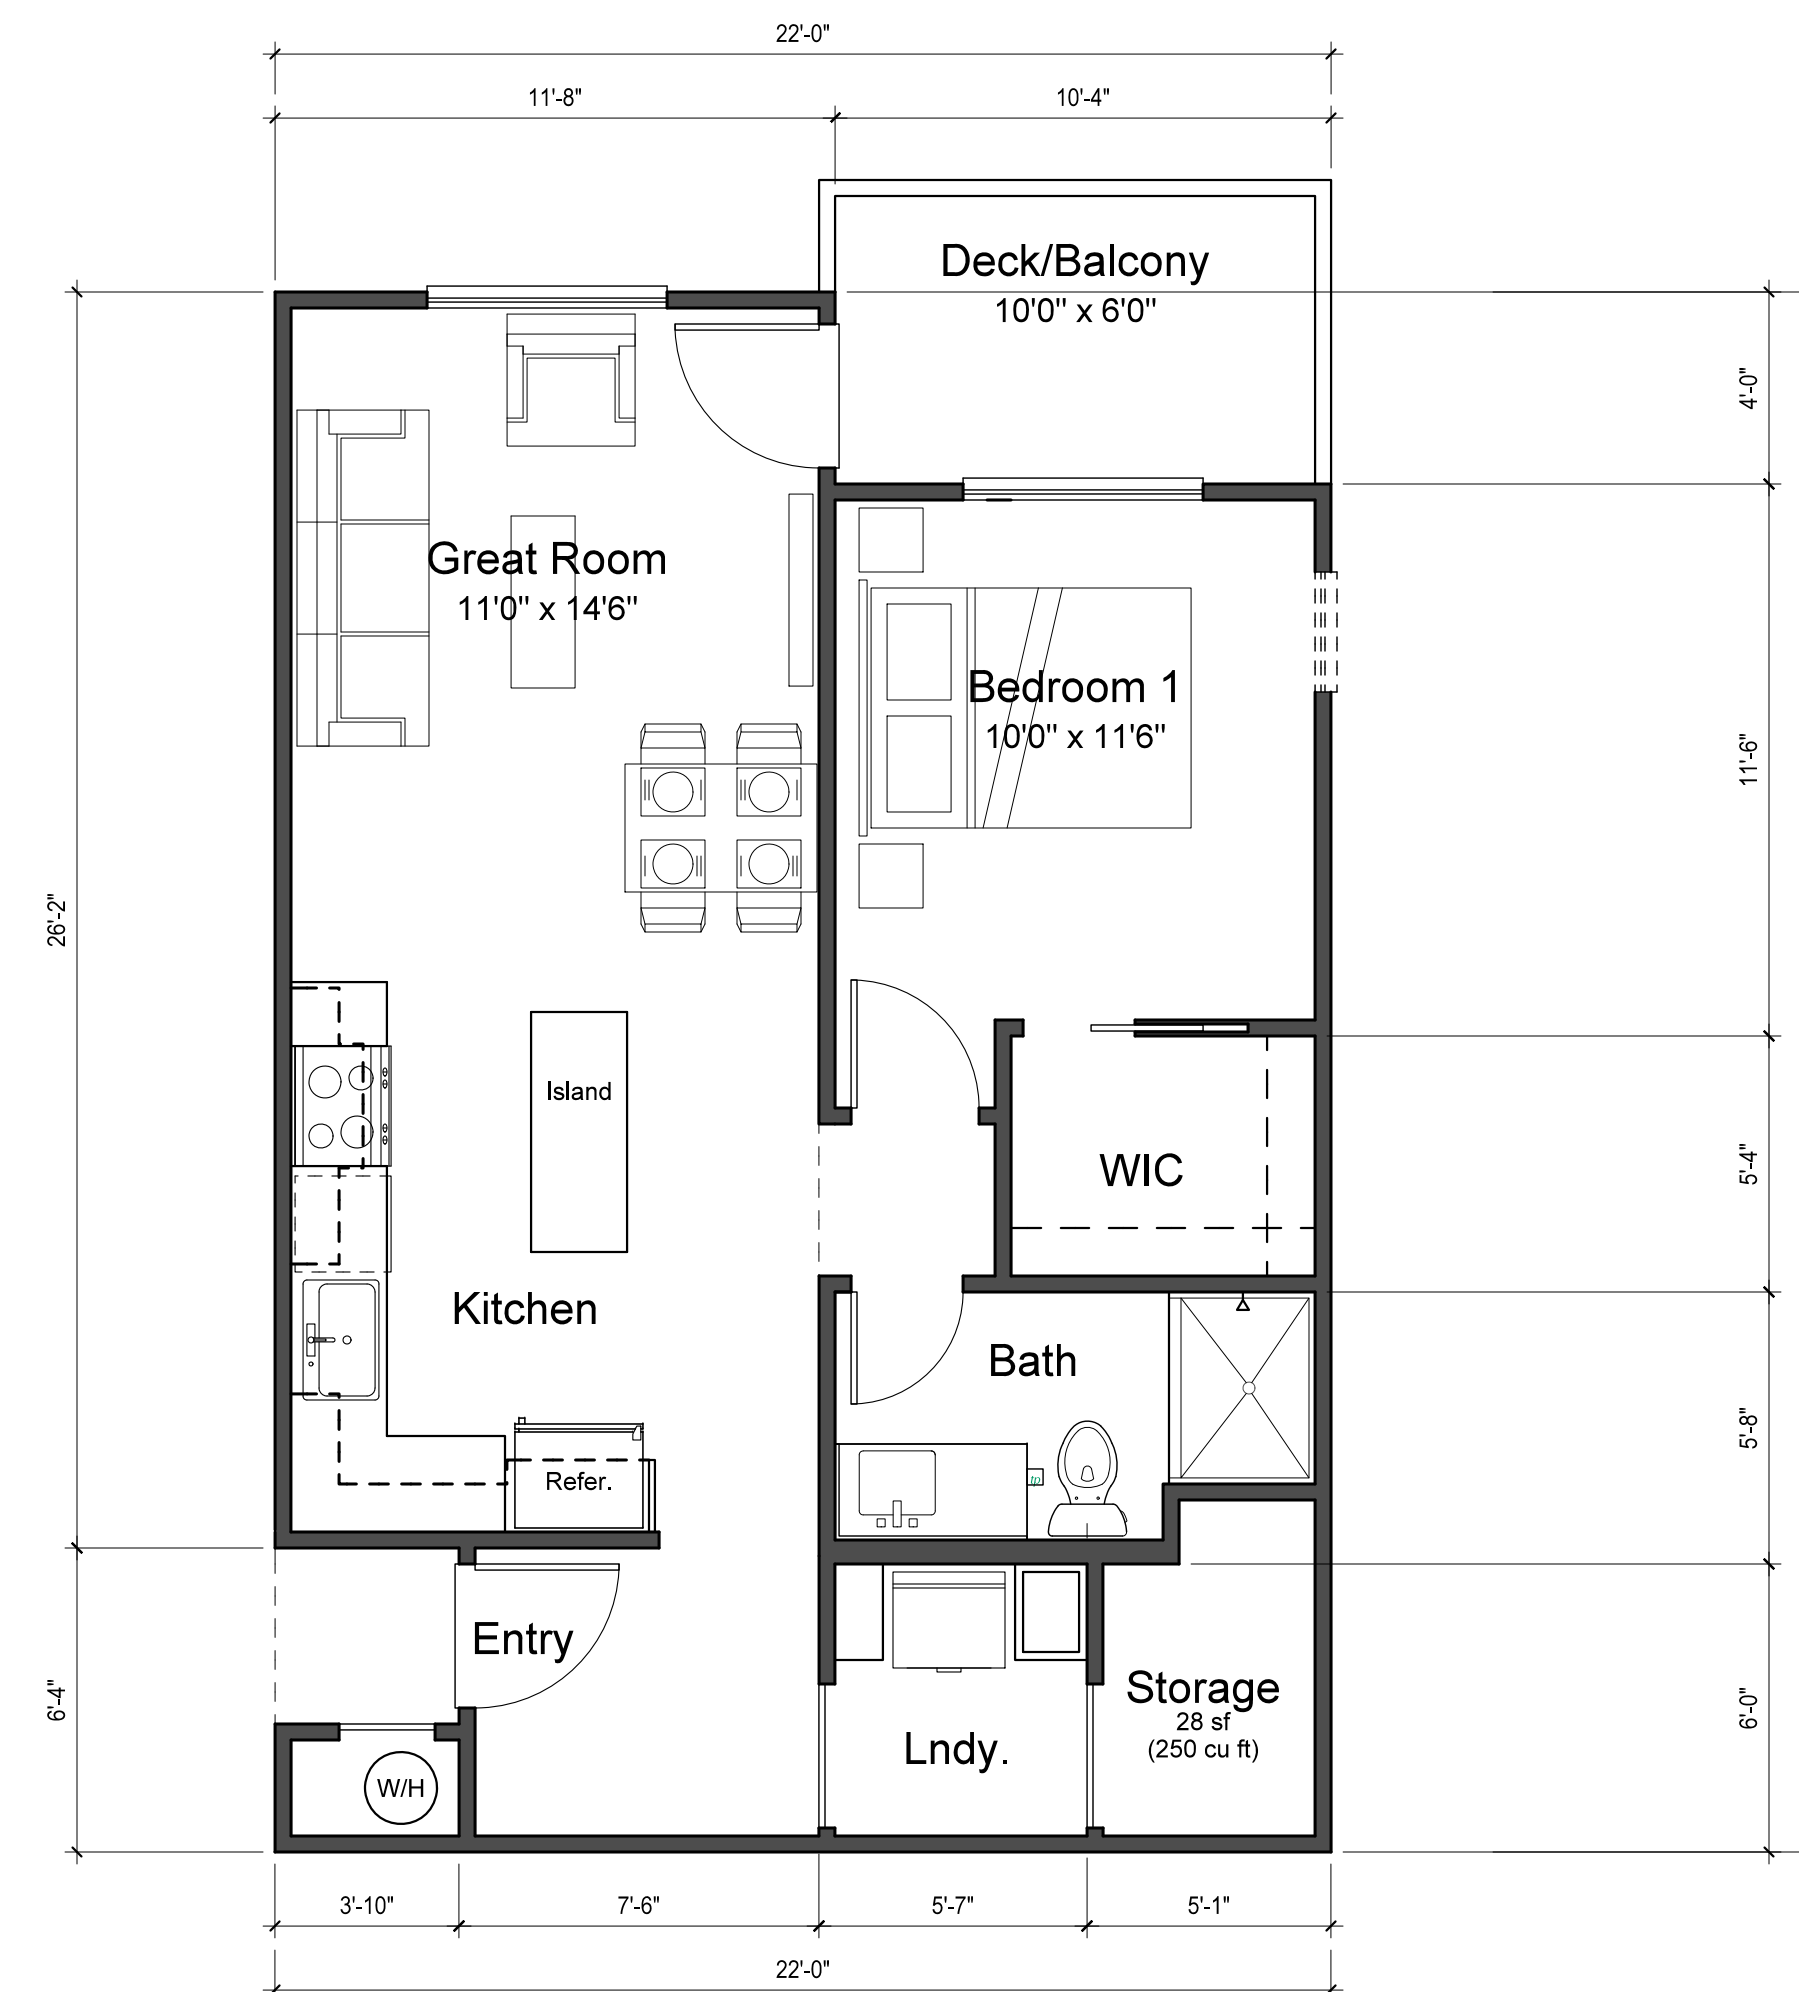 22'-0"
11'-8"
10'-4"
Deck/Balcony
10'0" x 6'0"
4'-0"
Great Room
11'0" x 14'6"
Bedroom 1
10'0" x 11'6"
11'-6"
26'-2"
Island
WIC
5'-4"
Kitchen
Bath
5'-8"
Refer.
tp
Entry
6'-4"
Storage
28 sf
(250 cu ft)
6'-0"
Lndy.
W/H
3'-10"
7'-6"
5'-7"
5'-1"
22'-0"